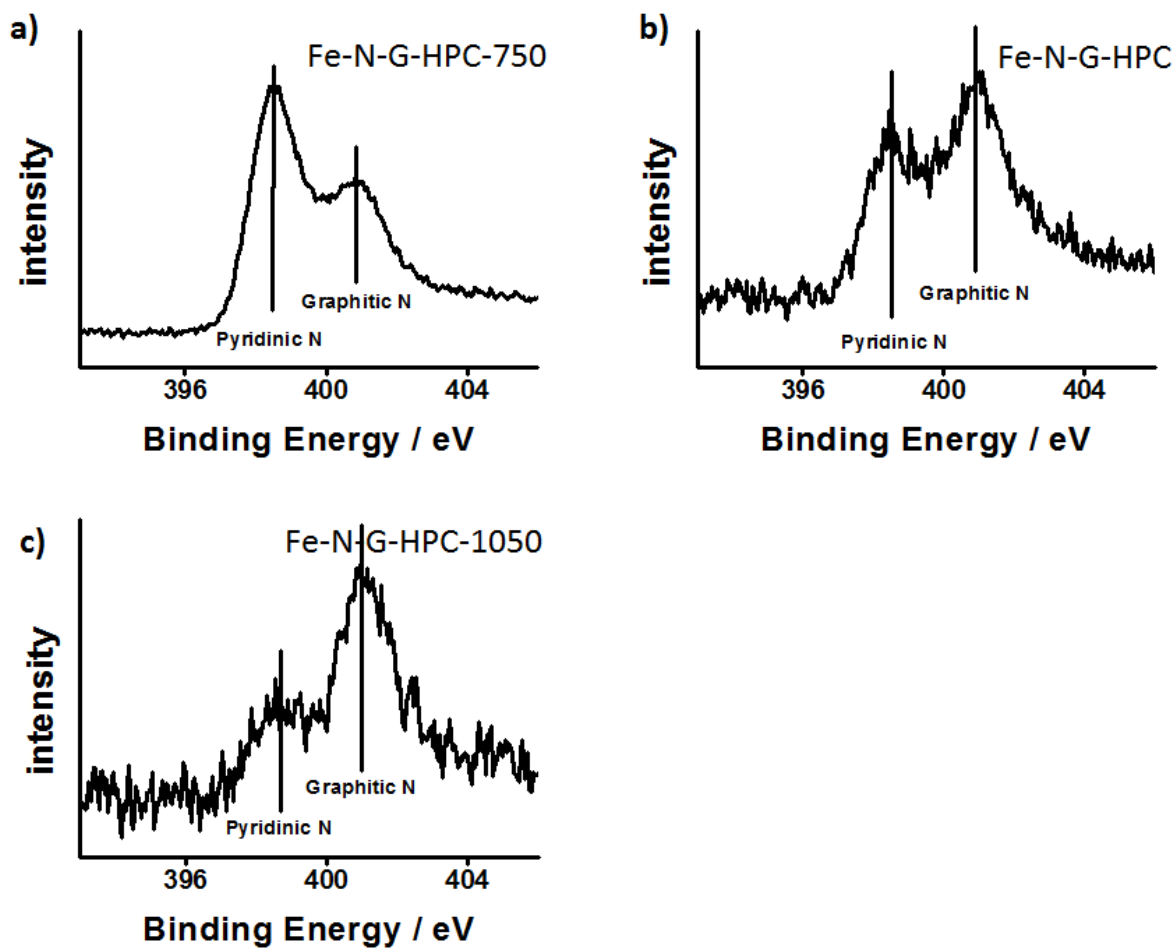 a)
Fe-N-G-HPC-750
intensity
Graphitic N
Pyridinic N
396 400 404
Binding Energy / eV
b)
Fe-N-G-HPC
intensity
Graphitic N
Pyridinic N
396 400 404
Binding Energy / eV
c)
Fe-N-G-HPC-1050
intensity
Graphitic N
Pyridinic N
396 400 404
Binding Energy / eV